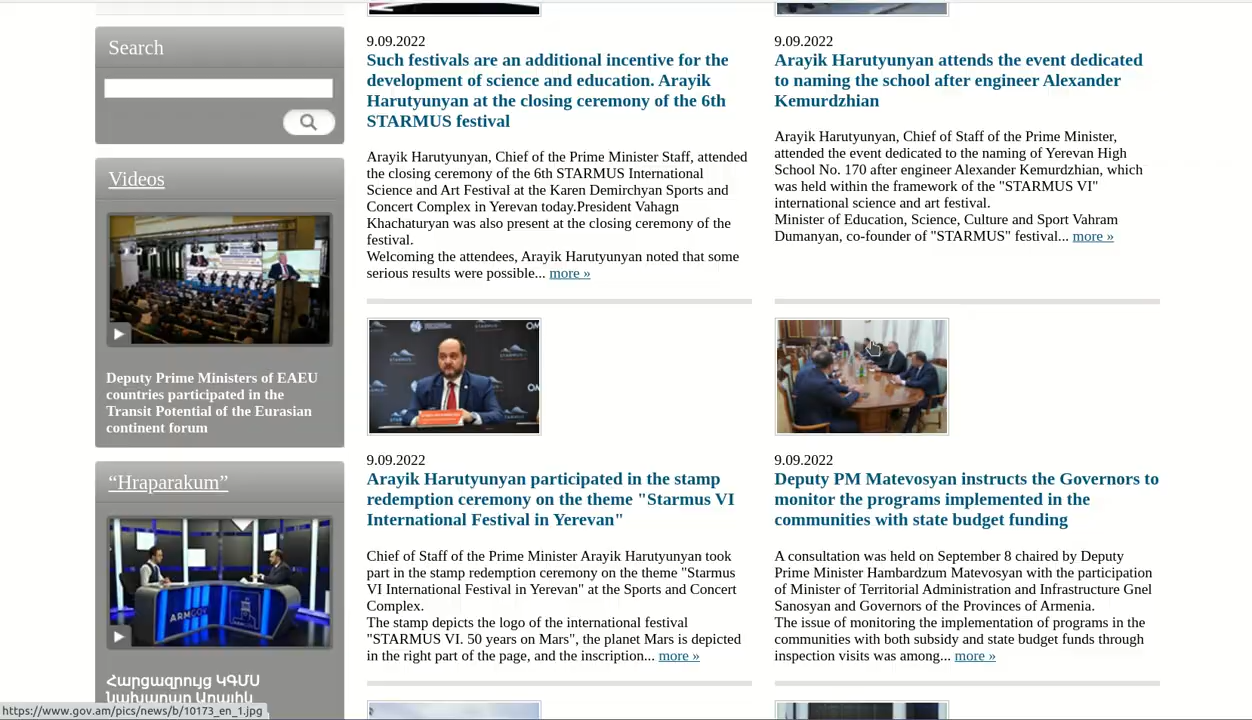 Search
Videos
Deputy Prime Ministers of EAEU
countries participated in the
Transit Potential of the Eurasian
continent forum
“Hraparakum”
ARMGOV
Հարցազրույց ԿԳՄՍ
նախարար Արայիկ
9.09.2022
Such festivals are an additional incentive for the
development of science and education. Arayik
Harutyunyan at the closing ceremony of the 6th
STARMUS festival
Arayik Harutyunyan, Chief of the Prime Minister Staff, attended
the closing ceremony of the 6th STARMUS International
Science and Art Festival at the Karen Demirchyan Sports and
Concert Complex in Yerevan today.President Vahagn
Khachaturyan was also present at the closing ceremony of the
festival.
Welcoming the attendees, Arayik Harutyunyan noted that some
serious results were possible... more »
9.09.2022
Arayik Harutyunyan attends the event dedicated
to naming the school after engineer Alexander
Kemurdzhian
Arayik Harutyunyan, Chief of Staff of the Prime Minister,
attended the event dedicated to the naming of Yerevan High
School No. 170 after engineer Alexander Kemurdzhian, which
was held within the framework of the "STARMUS VI"
international science and art festival.
Minister of Education, Science, Culture and Sport Vahram
Dumanyan, co-founder of "STARMUS" festival... more »
STARMUS
9.09.2022
Arayik Harutyunyan participated in the stamp
redemption ceremony on the theme "Starmus VI
International Festival in Yerevan"
Chief of Staff of the Prime Minister Arayik Harutyunyan took
part in the stamp redemption ceremony on the theme "Starmus
VI International Festival in Yerevan" at the Sports and Concert
Complex.
The stamp depicts the logo of the international festival
"STARMUS VI. 50 years on Mars", the planet Mars is depicted
in the right part of the page, and the inscription... more »
9.09.2022
Deputy PM Matevosyan instructs the Governors to
monitor the programs implemented in the
communities with state budget funding
A consultation was held on September 8 chaired by Deputy
Prime Minister Hambardzum Matevosyan with the participation
of Minister of Territorial Administration and Infrastructure Gnel
Sanosyan and Governors of the Provinces of Armenia.
The issue of monitoring the implementation of programs in the
communities with both subsidy and state budget funds through
inspection visits was among... more »
https://www.gov.am/pics/news/b/10173_en_1.jpg